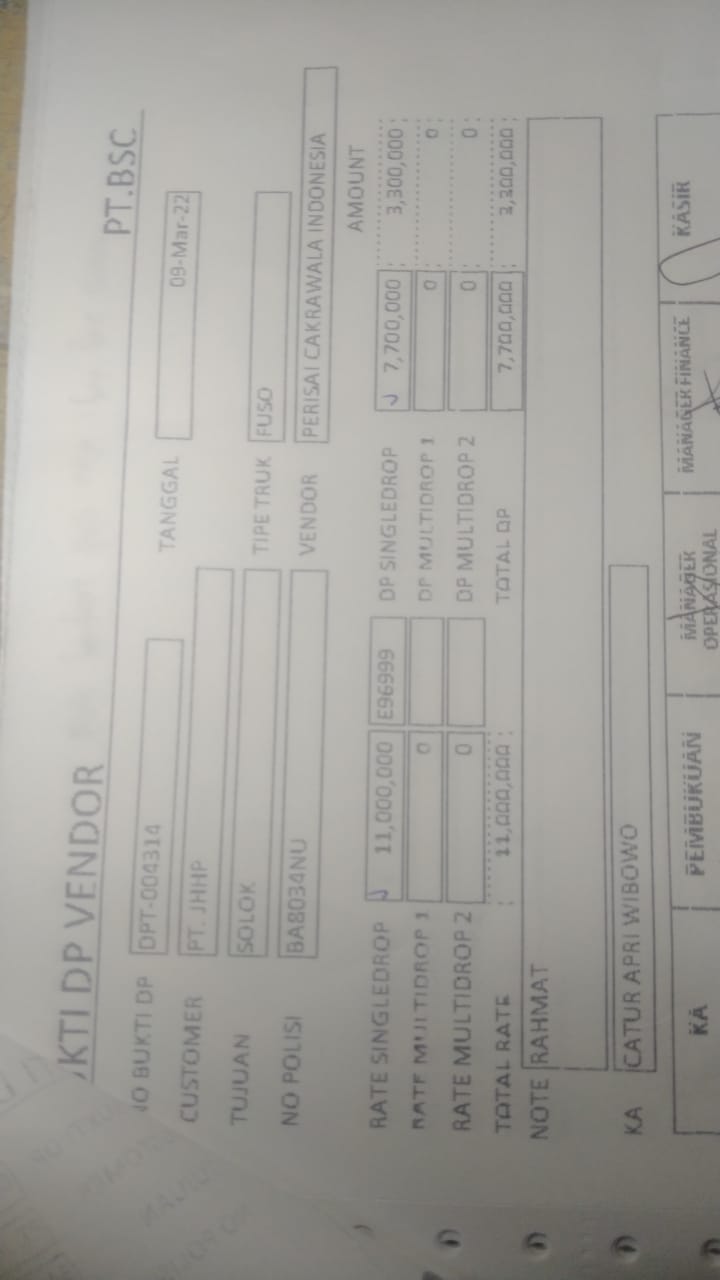 KTI DP VENDOR PT.BSC
NO BUKTI DP DPT-004314 TANGGAL 09-Mar-22
CUSTOMER PT. JHHP
TUJUAN SOLOK TIPE TRUK FUSO
NO POLISI BA8034NU VENDOR PERISAI CAKRAWALA INDONESIA
AMOUNT
RATE SINGLEDROP 11,000,000 E96999 DP SINGLEDROP 7,700,000 3,300,000
RATE MULTIDROP 1 0 DP MULTIDROP 1 0 0
RATE MULTIDROP 2 0 DP MULTIDROP 2 0 0
TOTAL RATE 11,000,000 TOTAL DP 7,700,000 3,300,000
NOTE RAHMAT
KA CATUR APRI WIBOWO
KA PEMBUKUAN MANAGER OPERASIONAL MANAGER FINANCE KASIR